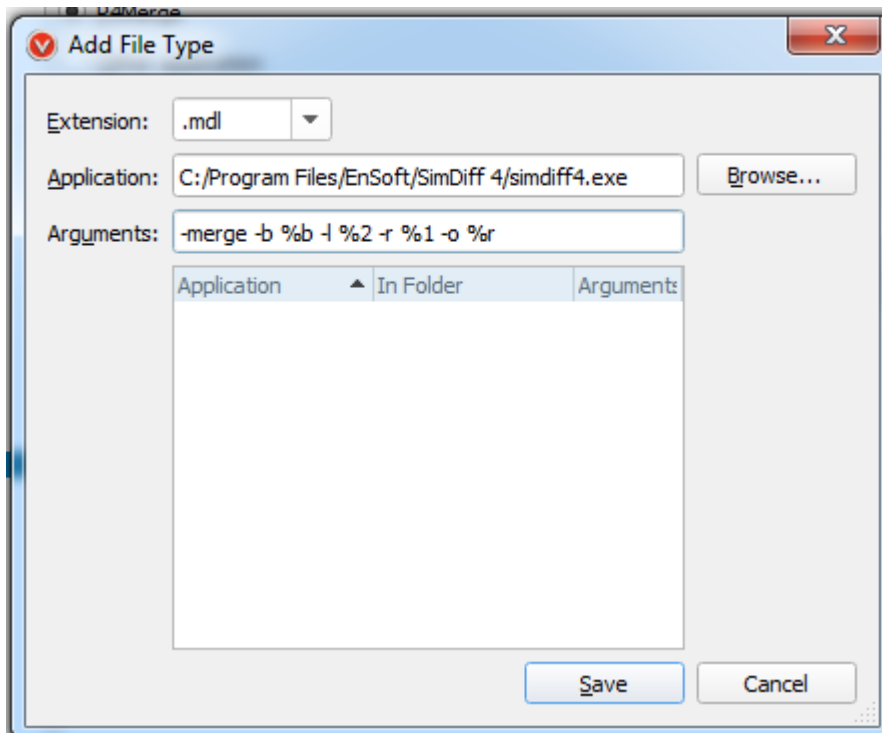 P4Merge
Add File Type
Extension: .mdl
Application: C:/Program Files/EnSoft/SimDiff 4/simdiff4.exe Browse...
Arguments: -merge -b %b -l %2 -r %1 -o %r
Application In Folder Arguments
Save Cancel